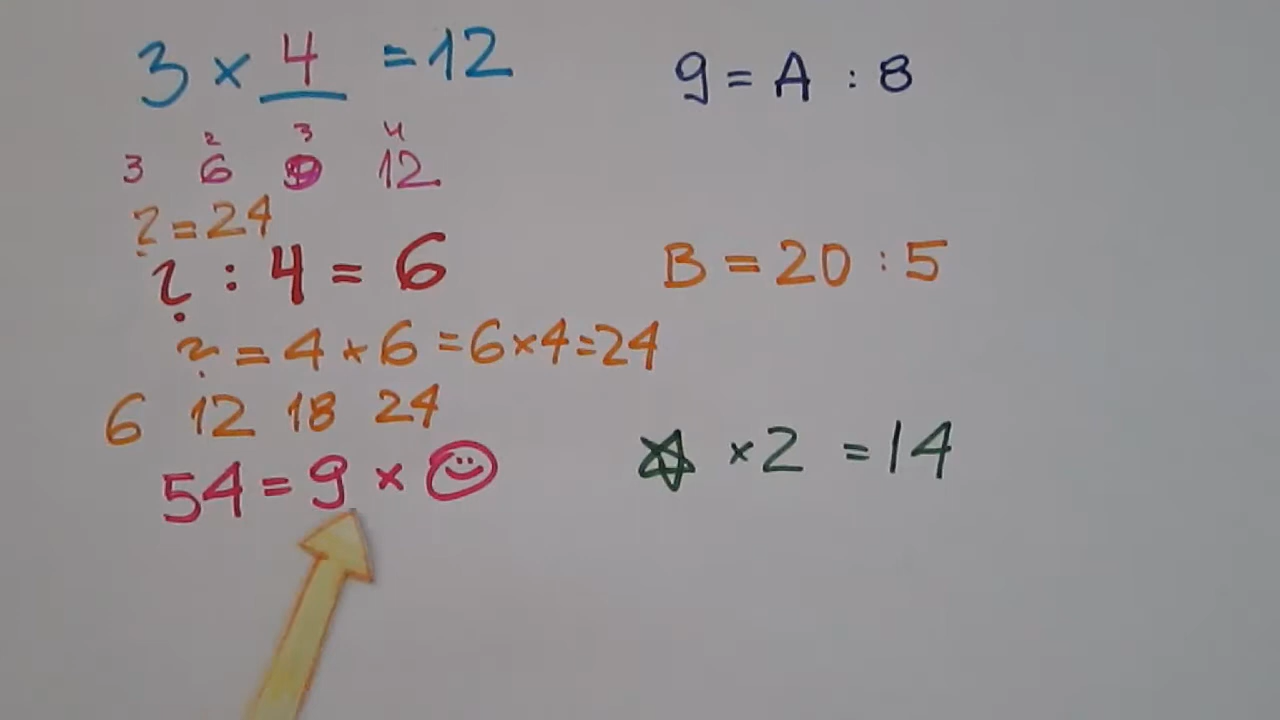 3 × 4 = 12
2 3 4
3 6 9 12
? = 24
? : 4 = 6
? = 4 × 6 = 6 × 4 = 24
6 12 18 24
54 = 9 ×
9 = A : 8
B = 20 : 5
× 2 = 14